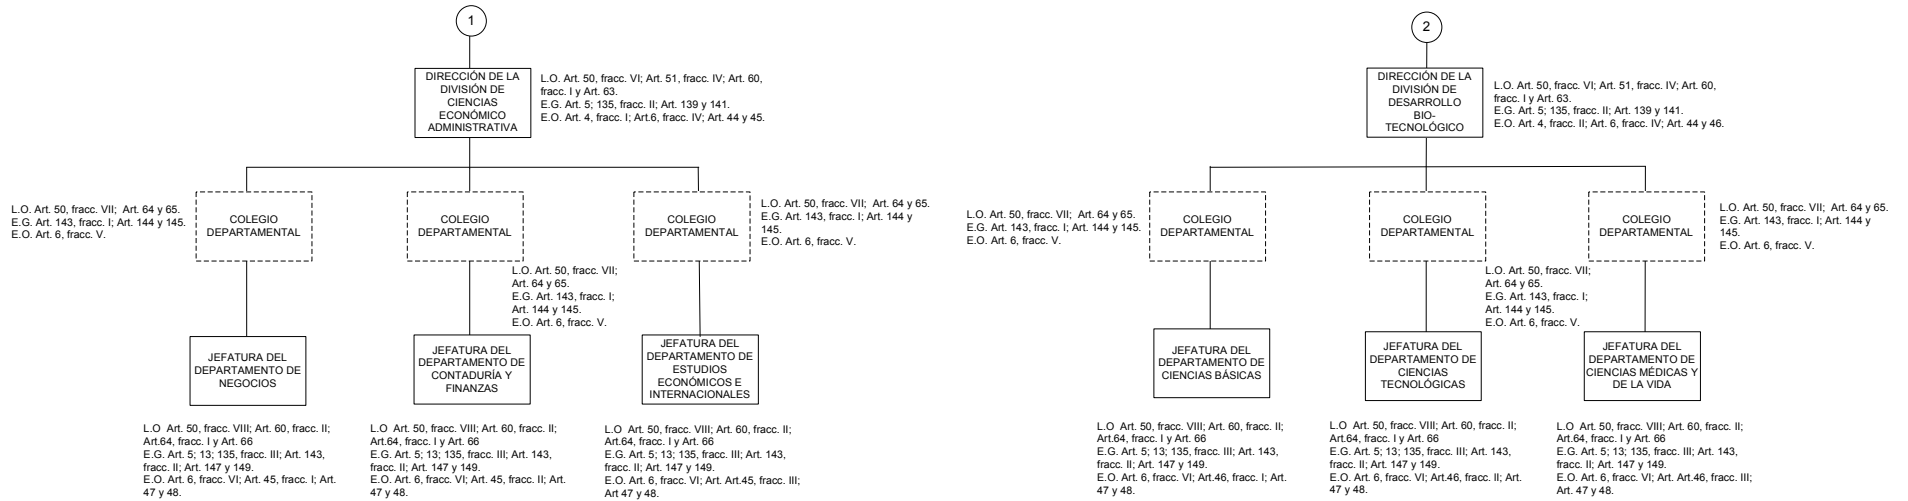 1
DIRECCIÓN DE LA
DIVISIÓN DE
CIENCIAS
ECONÓMICO
ADMINISTRATIVA
L.O. Art. 50, fracc. VI; Art. 51, fracc. IV; Art. 60,
fracc. I y Art. 63.
E.G. Art. 5; 135, fracc. II; Art. 139 y 141.
E.O. Art. 4, fracc. I; Art.6, fracc. IV; Art. 44 y 45.
L.O. Art. 50, fracc. VII;  Art. 64 y 65.
E.G. Art. 143, fracc. I; Art. 144 y 145.
E.O. Art. 6, fracc. V.
COLEGIO
DEPARTAMENTAL
COLEGIO
DEPARTAMENTAL
L.O. Art. 50, fracc. VII;
Art. 64 y 65.
E.G. Art. 143, fracc. I;
Art. 144 y 145.
E.O. Art. 6, fracc. V.
COLEGIO
DEPARTAMENTAL
L.O. Art. 50, fracc. VII;  Art. 64 y 65.
E.G. Art. 143, fracc. I; Art. 144 y
145.
E.O. Art. 6, fracc. V.
JEFATURA DEL
DEPARTAMENTO DE
NEGOCIOS
JEFATURA DEL
DEPARTAMENTO DE
CONTADURÍA Y
FINANZAS
JEFATURA DEL
DEPARTAMENTO DE
ESTUDIOS
ECONÓMICOS E
INTERNACIONALES
L.O  Art. 50, fracc. VIII; Art. 60, fracc. II;
Art.64, fracc. I y Art. 66
E.G. Art. 5; 13; 135, fracc. III; Art. 143,
fracc. II; Art. 147 y 149.
E.O. Art. 6, fracc. VI; Art. 45, fracc. I; Art.
47 y 48.
L.O  Art. 50, fracc. VIII; Art. 60, fracc. II;
Art.64, fracc. I y Art. 66
E.G. Art. 5; 13; 135, fracc. III; Art. 143,
fracc. II; Art. 147 y 149.
E.O. Art. 6, fracc. VI; Art. 45, fracc. II; Art.
47 y 48.
L.O  Art. 50, fracc. VIII; Art. 60, fracc. II;
Art.64, fracc. I y Art. 66
E.G. Art. 5; 13; 135, fracc. III; Art. 143,
fracc. II; Art. 147 y 149.
E.O. Art. 6, fracc. VI; Art. Art.45, fracc. III;
Art 47 y 48.
2
DIRECCIÓN DE LA
DIVISIÓN DE
DESARROLLO
BIO-
TECNOLÓGICO
L.O. Art. 50, fracc. VI; Art. 51, fracc. IV; Art. 60,
fracc. I y Art. 63.
E.G. Art. 5; 135, fracc. II; Art. 139 y 141.
E.O. Art. 4, fracc. II; Art. 6, fracc. IV; Art. 44 y 46.
L.O. Art. 50, fracc. VII;  Art. 64 y 65.
E.G. Art. 143, fracc. I; Art. 144 y 145.
E.O. Art. 6, fracc. V.
COLEGIO
DEPARTAMENTAL
COLEGIO
DEPARTAMENTAL
L.O. Art. 50, fracc. VII;
Art. 64 y 65.
E.G. Art. 143, fracc. I;
Art. 144 y 145.
E.O. Art. 6, fracc. V.
COLEGIO
DEPARTAMENTAL
L.O. Art. 50, fracc. VII;  Art. 64 y 65.
E.G. Art. 143, fracc. I; Art. 144 y
145.
E.O. Art. 6, fracc. V.
JEFATURA DEL
DEPARTAMENTO DE
CIENCIAS BÁSICAS
JEFATURA DEL
DEPARTAMENTO DE
CIENCIAS
TECNOLÓGICAS
JEFATURA DEL
DEPARTAMENTO DE
CIENCIAS MÉDICAS Y
DE LA VIDA
L.O  Art. 50, fracc. VIII; Art. 60, fracc. II;
Art.64, fracc. I y Art. 66
E.G. Art. 5; 13; 135, fracc. III; Art. 143,
fracc. II; Art. 147 y 149.
E.O. Art. 6, fracc. VI; Art.46, fracc. I; Art.
47 y 48.
L.O  Art. 50, fracc. VIII; Art. 60, fracc. II;
Art.64, fracc. I y Art. 66
E.G. Art. 5; 13; 135, fracc. III; Art. 143,
fracc. II; Art. 147 y 149.
E.O. Art. 6, fracc. VI; Art.46, fracc. II; Art.
47 y 48.
L.O  Art. 50, fracc. VIII; Art. 60, fracc. II;
Art.64, fracc. I y Art. 66
E.G. Art. 5; 13; 135, fracc. III; Art. 143,
fracc. II; Art. 147 y 149.
E.O. Art. 6, fracc. VI; Art. Art.46, fracc. III;
Art. 47 y 48.